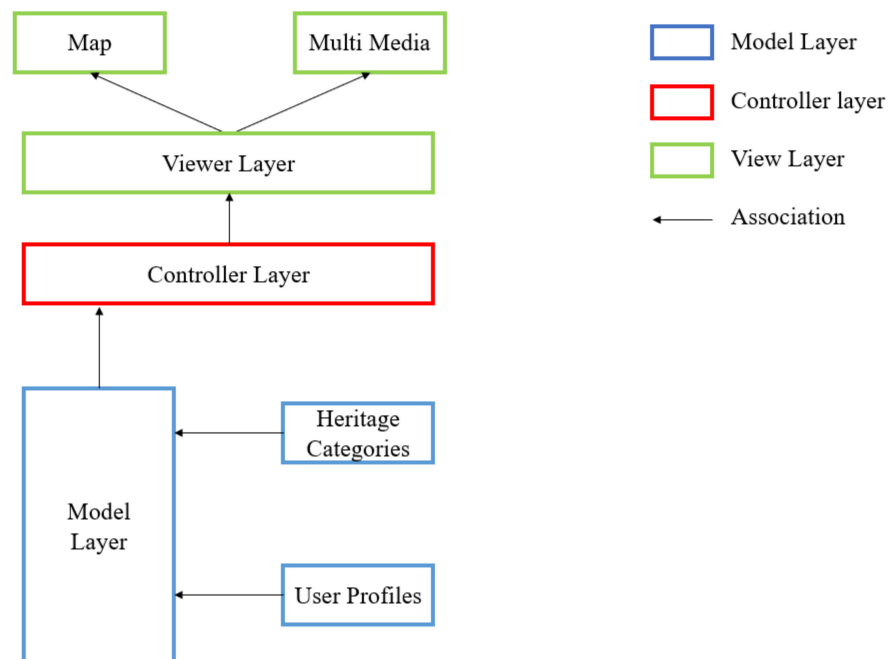 Map
Multi Media
Viewer Layer
Controller Layer
Heritage
Categories
Model
Layer
User Profiles
Model Layer
Controller layer
View Layer
Association